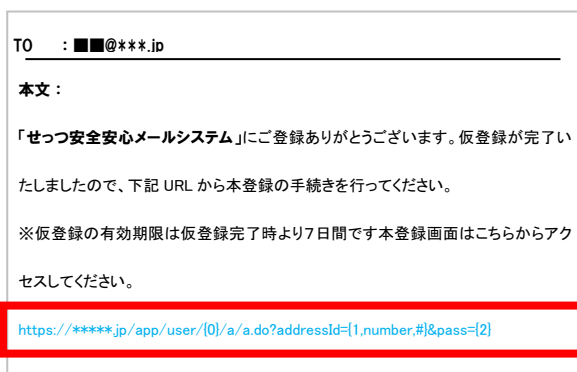 TO : ■■@***.jp
本文：
「せっつ安全安心メールシステム」にご登録ありがとうございます。仮登録が完了い
たしましたので、下記 URL から本登録の手続きを行ってください。
※仮登録の有効期限は仮登録完了時より７日間です本登録画面はこちらからアク
セスしてください。
https://*****.jp/app/user/{0}/a/a.do?addressId={1,number,#}&pass={2}